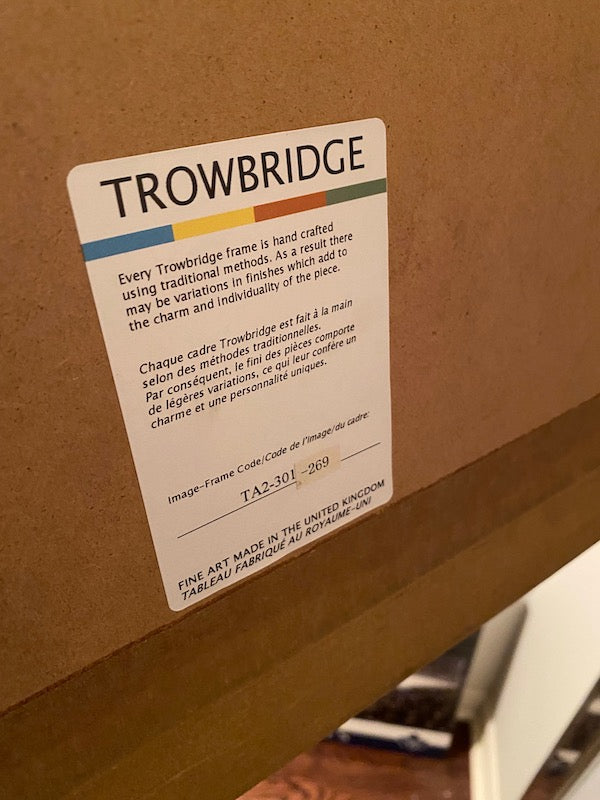 TROWBRIDGE
Every Trowbridge frame is hand crafted
using traditional methods. As a result there
may be variations in finishes which add to
the charm and individuality of the piece.
Chaque cadre Trowbridge est fait à la main
selon des méthodes traditionnelles.
Par conséquent, le fini des pièces comporte
de légères variations, ce qui leur confère un
charme et une personnalité uniques.
Image-Frame Code/Code de l'image/du cadre:
TA2-301-269
FINE ART MADE IN THE UNITED KINGDOM
TABLEAU FABRIQUÉ AU ROYAUME-UNI